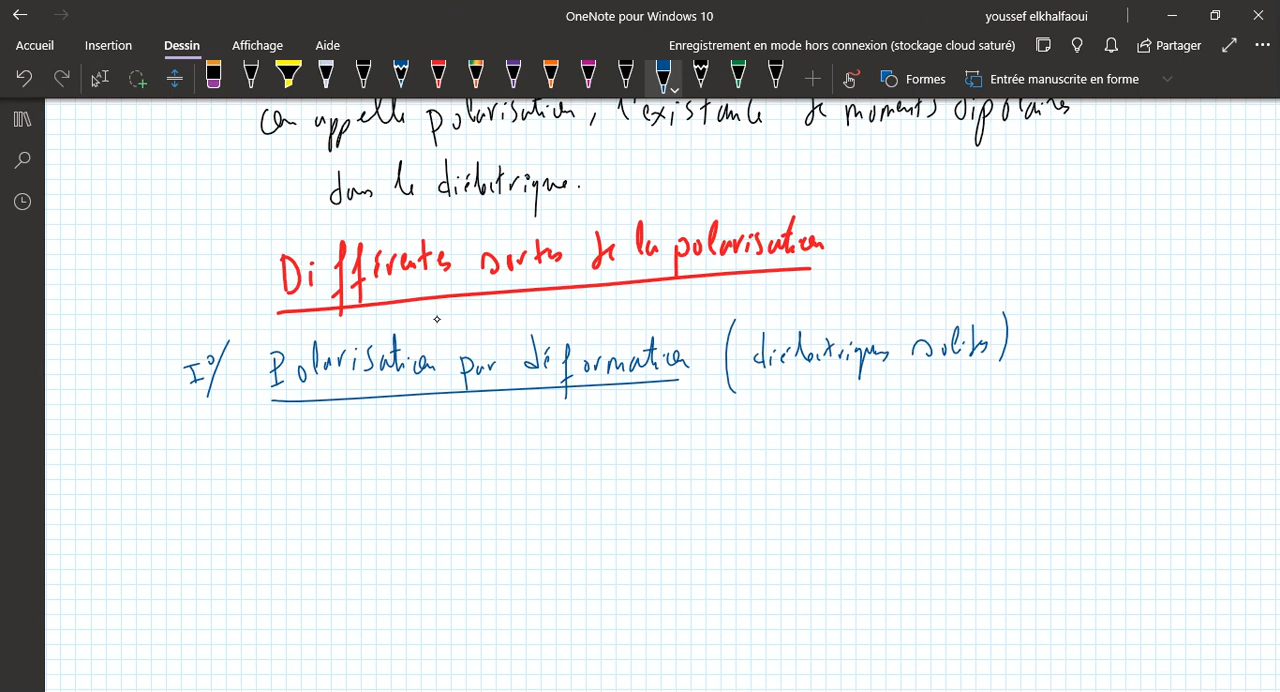 OneNote pour Windows 10
youssef elkhalfaoui
Accueil Insertion Dessin Affichage Aide
Enregistrement en mode hors connexion (stockage cloud saturé)
Partager
Formes
Entrée manuscrite en forme
On appelle polarisation, l'existance de moments dipolaires
dans le diélectrique.
Différentes sortes de la polarisation
I°/ Polarisation par déformation (diélectriques solides)